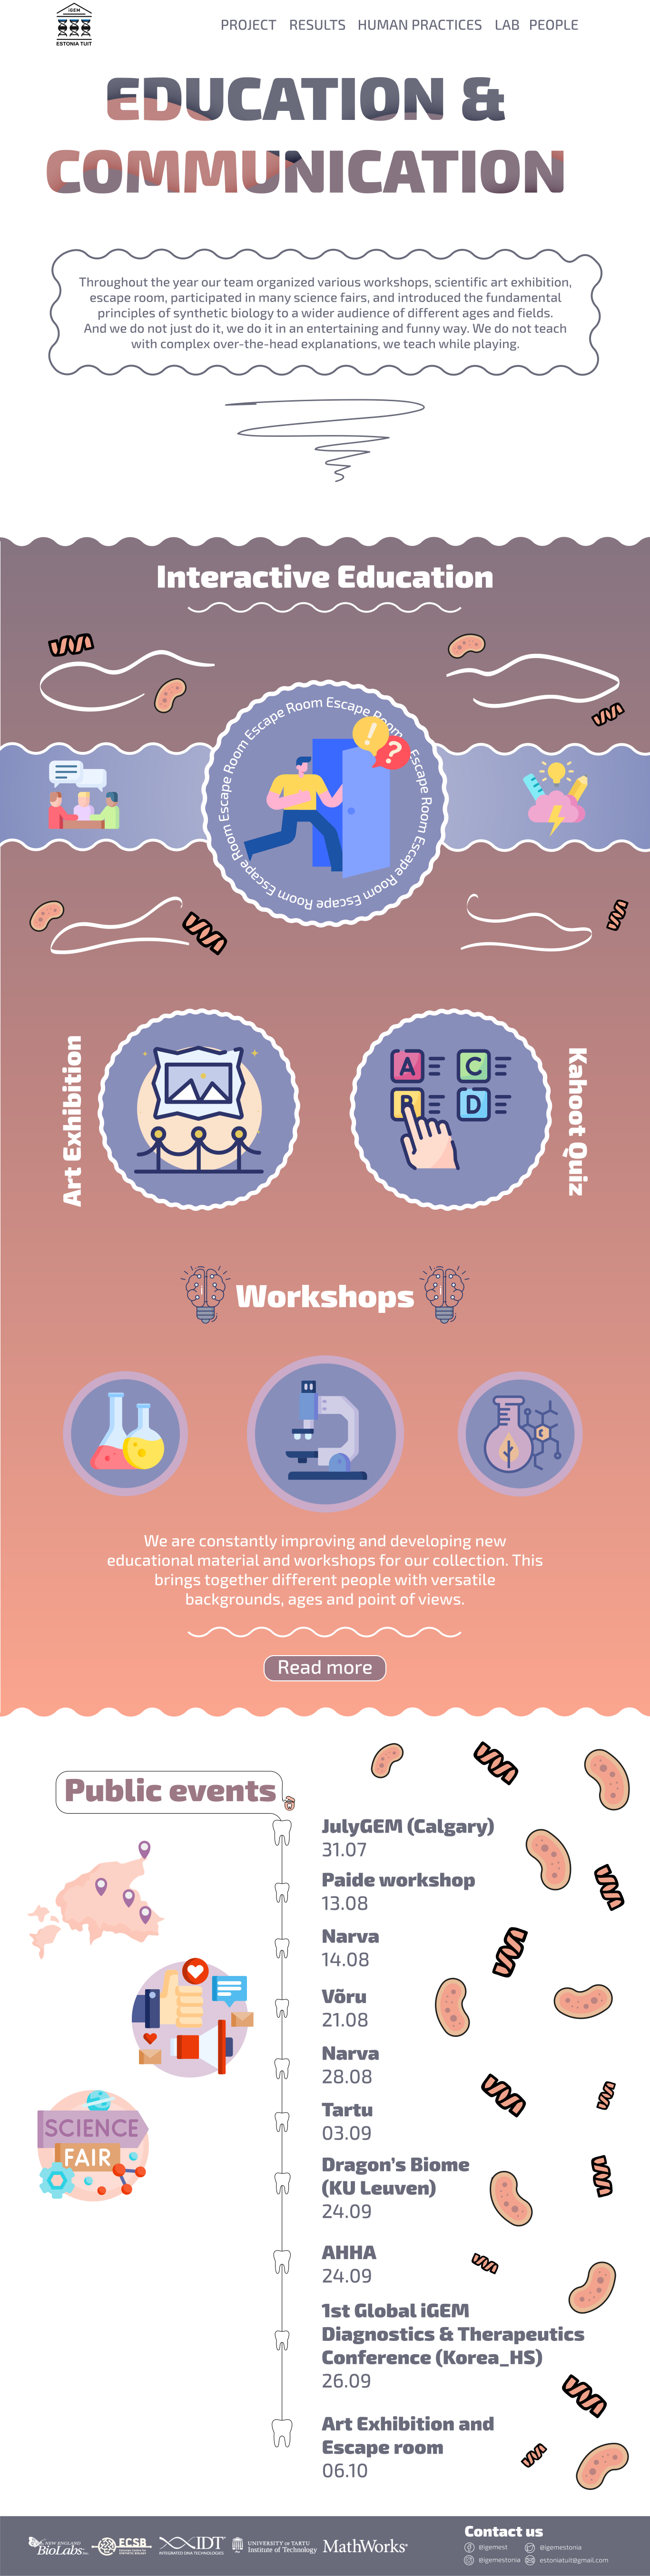 iGEM
ESTONIA TUIT
PROJECT RESULTS HUMAN PRACTICES LAB PEOPLE
EDUCATION &
COMMUNICATION
Throughout the year our team organized various workshops, scientific art exhibition,
escape room, participated in many science fairs, and introduced the fundamental
principles of synthetic biology to a wider audience of different ages and fields.
And we do not just do it, we do it in an entertaining and funny way. We do not teach
with complex over-the-head explanations, we teach while playing.
Interactive Education
Escape Room Escape Room Escape Room Escape Room Escape Room Escape Room Escape Room Escape Room
Art Exhibition
A
C
B
D
Kahoot Quiz
Workshops
We are constantly improving and developing new
educational material and workshops for our collection. This
brings together different people with versatile
backgrounds, ages and point of views.
Read more
Public events
JulyGEM (Calgary)
31.07
Paide workshop
13.08
Narva
14.08
Võru
21.08
Narva
28.08
SCIENCE
FAIR
Tartu
03.09
Dragon's Biome
(KU Leuven)
24.09
AHHA
24.09
1st Global iGEM
Diagnostics & Therapeutics
Conference (Korea_HS)
26.09
Art Exhibition and
Escape room
06.10
NEW ENGLAND
BioLabs Inc.
ECSB
IDT
INTEGRATED DNA TECHNOLOGIES
UNIVERSITY OF TARTU
Institute of Technology
MathWorks
Contact us
@igemest
@igemestonia
@igemestonia
estoniatuit@gmail.com